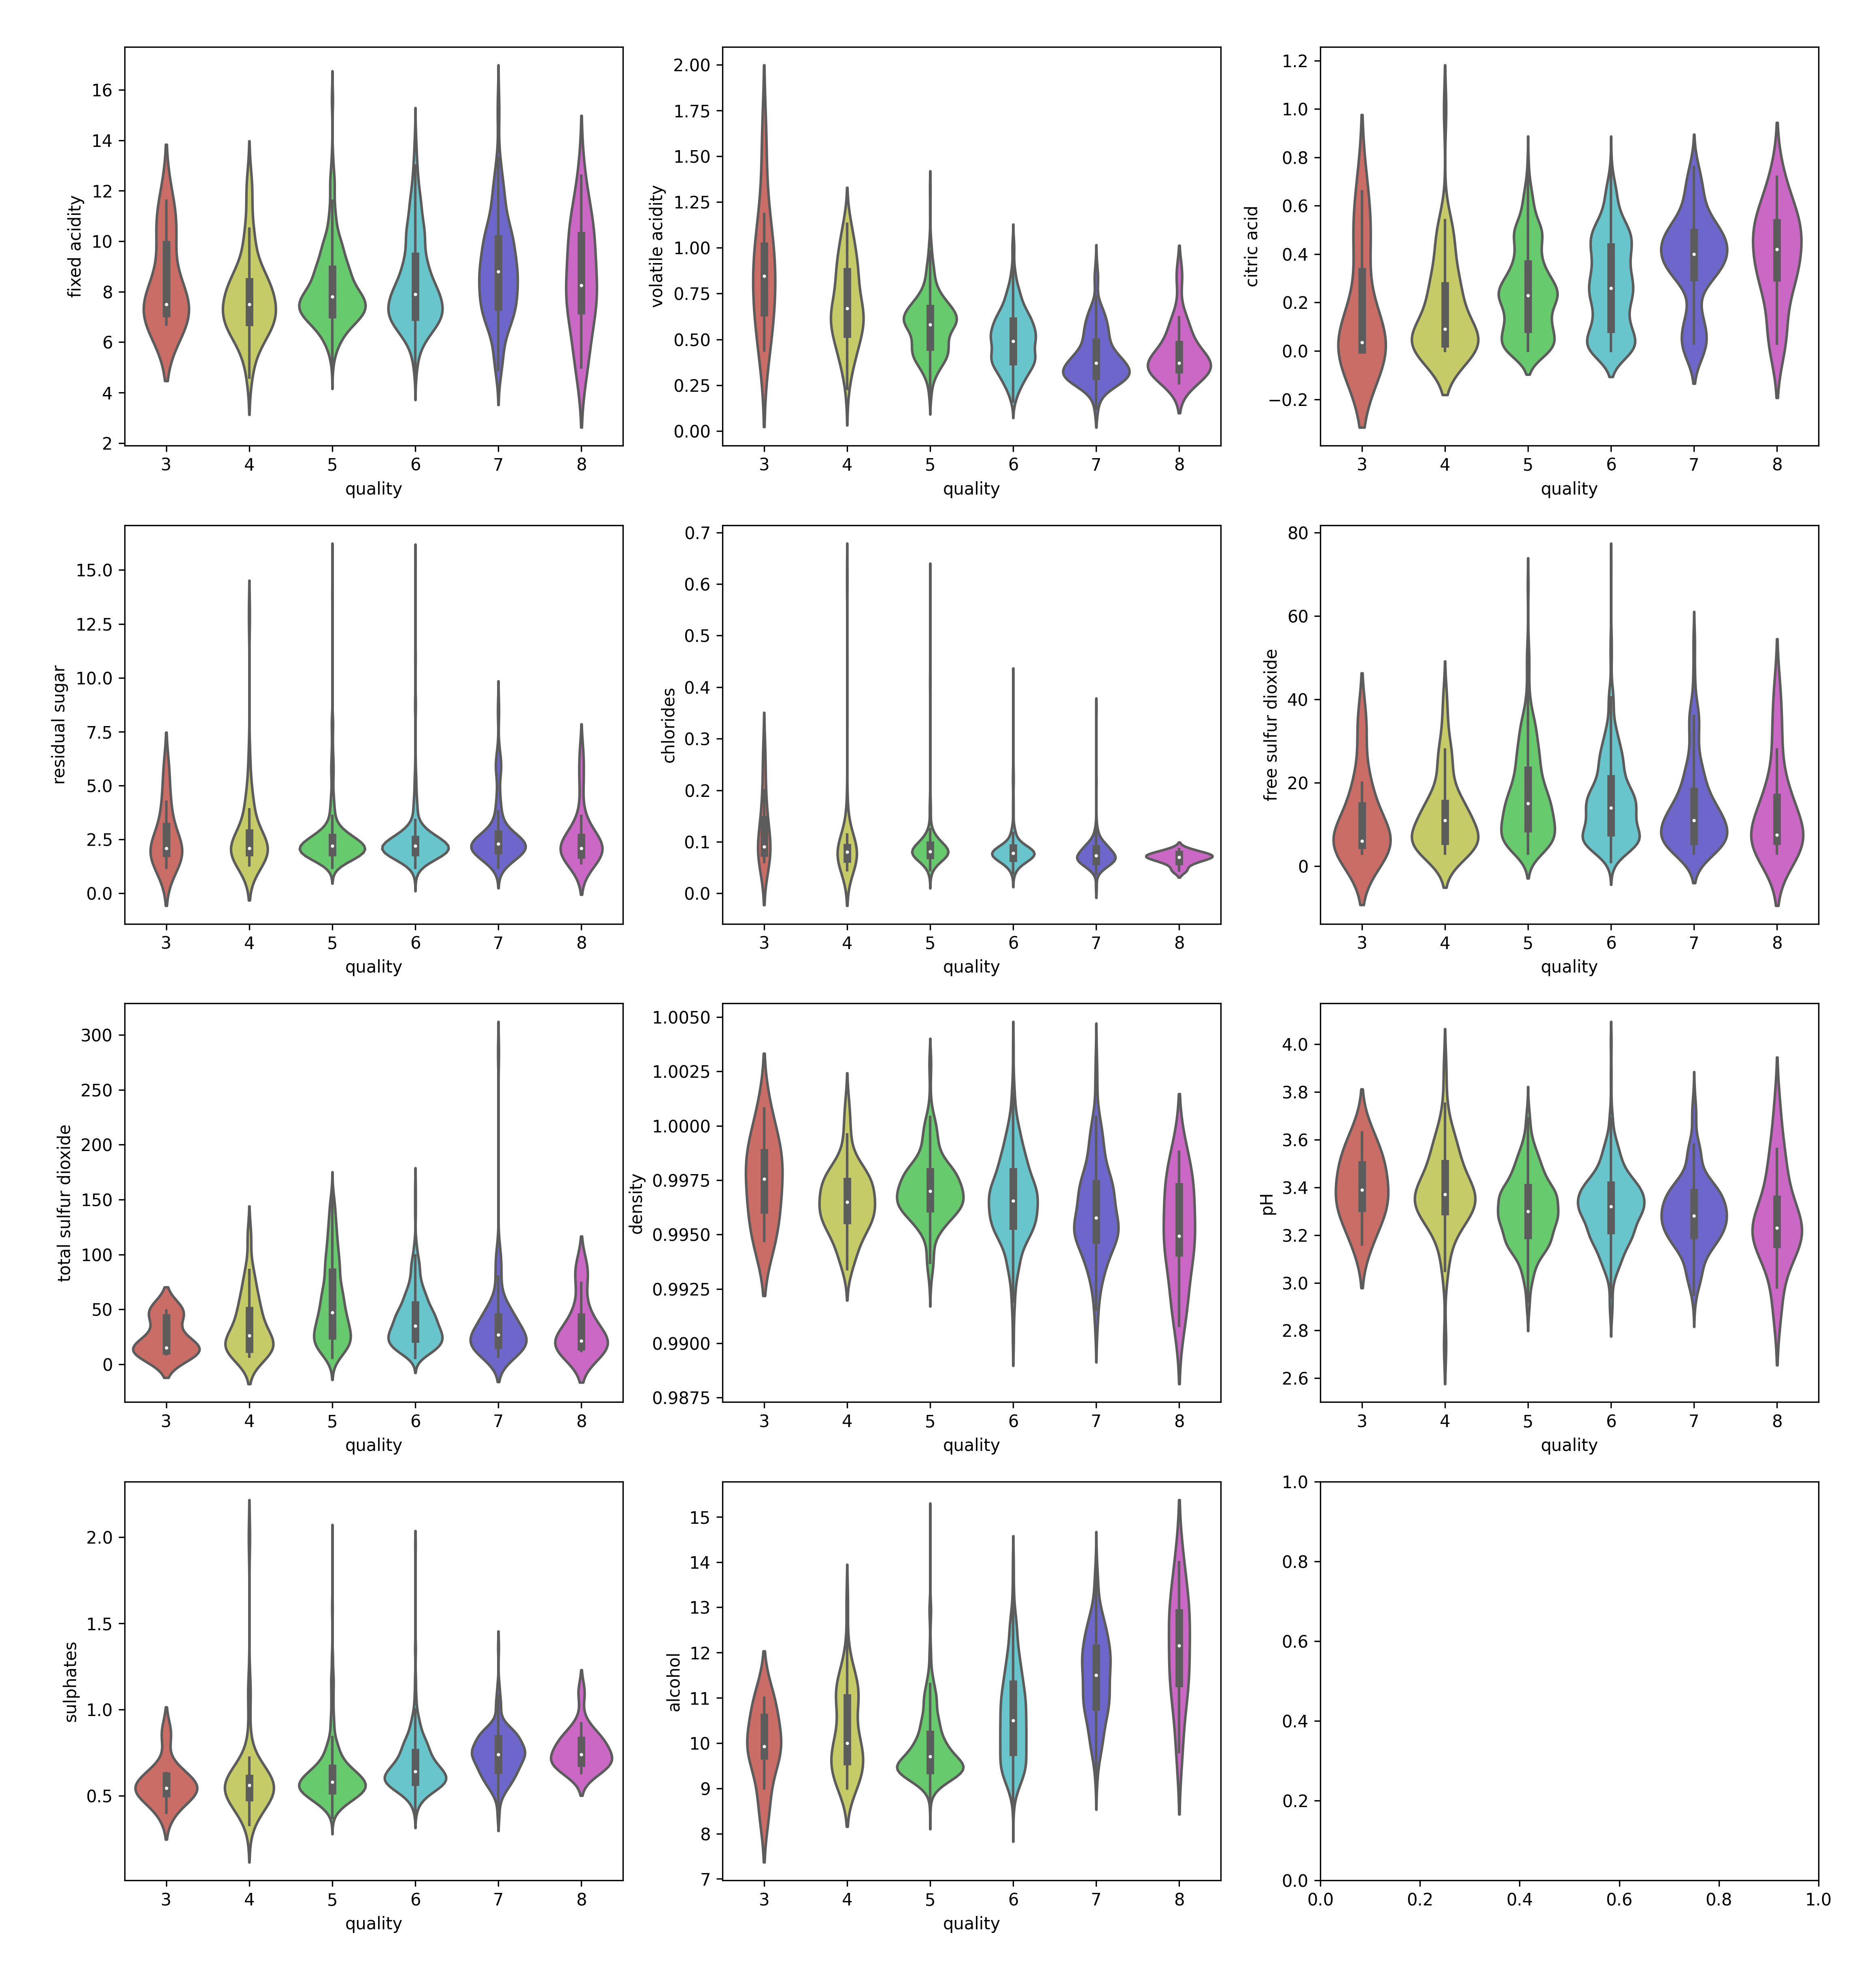 fixed acidity
16
14
12
10
8
6
4
2
3 4 5 6 7 8
quality
volatile acidity
2.00
1.75
1.50
1.25
1.00
0.75
0.50
0.25
0.00
3 4 5 6 7 8
quality
citric acid
1.2
1.0
0.8
0.6
0.4
0.2
0.0
−0.2
3 4 5 6 7 8
quality
residual sugar
15.0
12.5
10.0
7.5
5.0
2.5
0.0
3 4 5 6 7 8
quality
chlorides
0.7
0.6
0.5
0.4
0.3
0.2
0.1
0.0
3 4 5 6 7 8
quality
free sulfur dioxide
80
60
40
20
0
3 4 5 6 7 8
quality
total sulfur dioxide
300
250
200
150
100
50
0
3 4 5 6 7 8
quality
density
1.0050
1.0025
1.0000
0.9975
0.9950
0.9925
0.9900
0.9875
3 4 5 6 7 8
quality
pH
4.0
3.8
3.6
3.4
3.2
3.0
2.8
2.6
3 4 5 6 7 8
quality
sulphates
2.0
1.5
1.0
0.5
3 4 5 6 7 8
quality
alcohol
15
14
13
12
11
10
9
8
7
3 4 5 6 7 8
quality
1.0
0.8
0.6
0.4
0.2
0.0
0.0 0.2 0.4 0.6 0.8 1.0